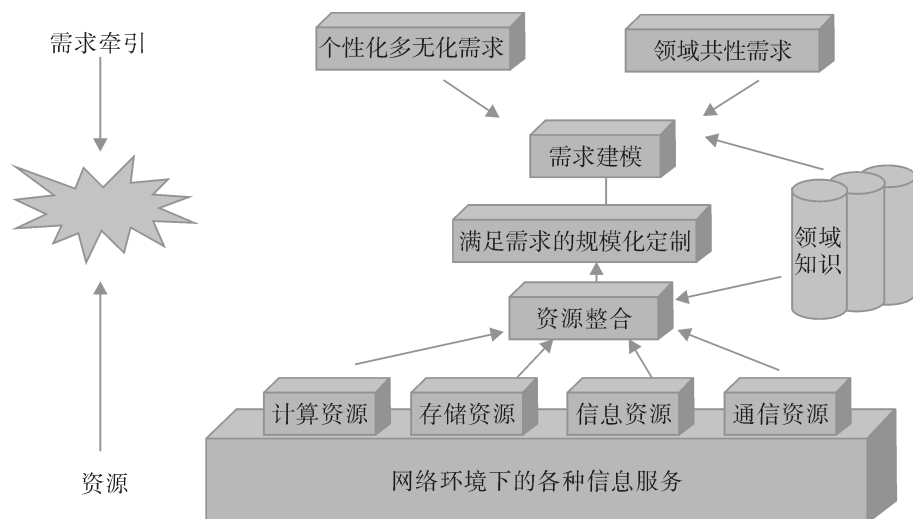 需求牵引
个性化多无化需求
领域共性需求
需求建模
满足需求的规模化定制
领域
知识
资源整合
计算资源
存储资源
信息资源
通信资源
资源
网络环境下的各种信息服务